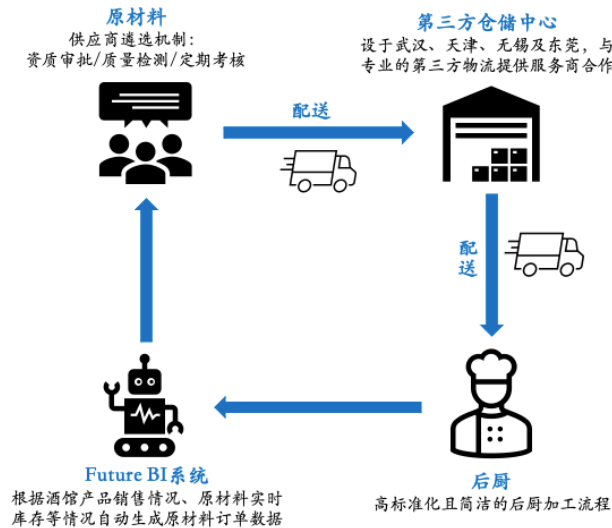 原材料
供应商遴选机制：
资质审批/质量检测/定期考核
第三方仓储中心
设于武汉、天津、无锡及东莞，与
专业的第三方物流提供服务商合作
配送
配
送
Future BI系统
根据酒馆产品销售情况、原材料实时
库存等情况自动生成原材料订单数据
后厨
高标准化且简洁的后厨加工流程